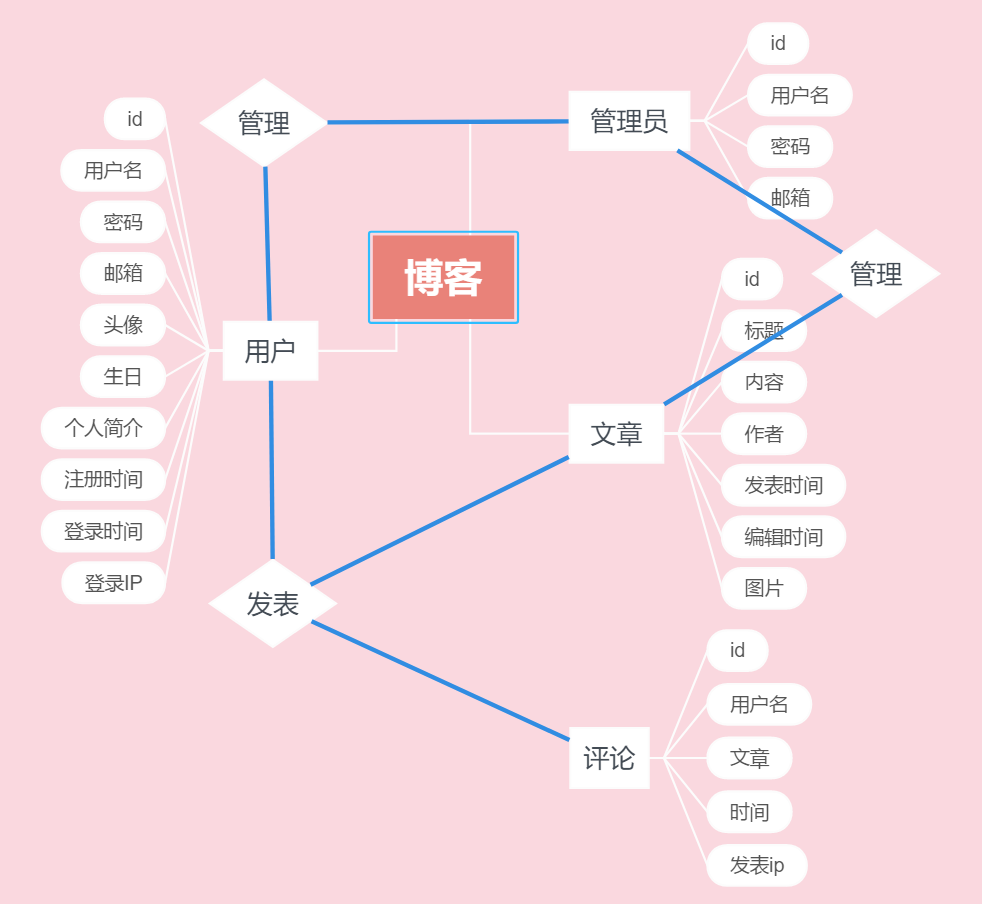 管理
管理员
id
用户名
密码
邮箱
id
用户名
密码
邮箱
头像
生日
个人简介
注册时间
登录时间
登录IP
博客
管理
用户
id
标题
内容
作者
发表时间
编辑时间
图片
文章
发表
评论
id
用户名
文章
时间
发表ip